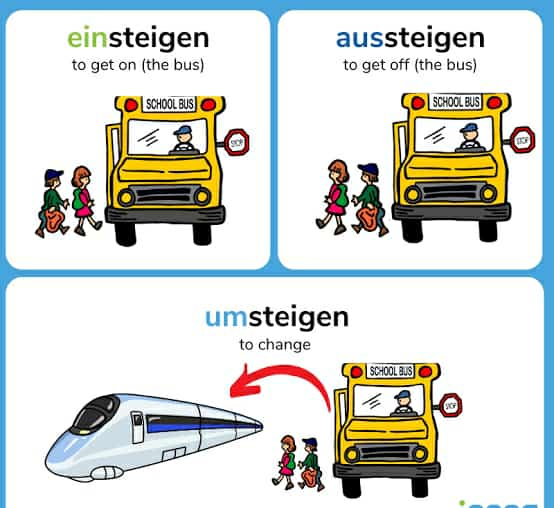 einsteigen
to get on (the bus)
SCHOOL BUS
STOP
aussteigen
to get off (the bus)
SCHOOL BUS
STOP
umsteigen
to change
SCHOOL BUS
STOP